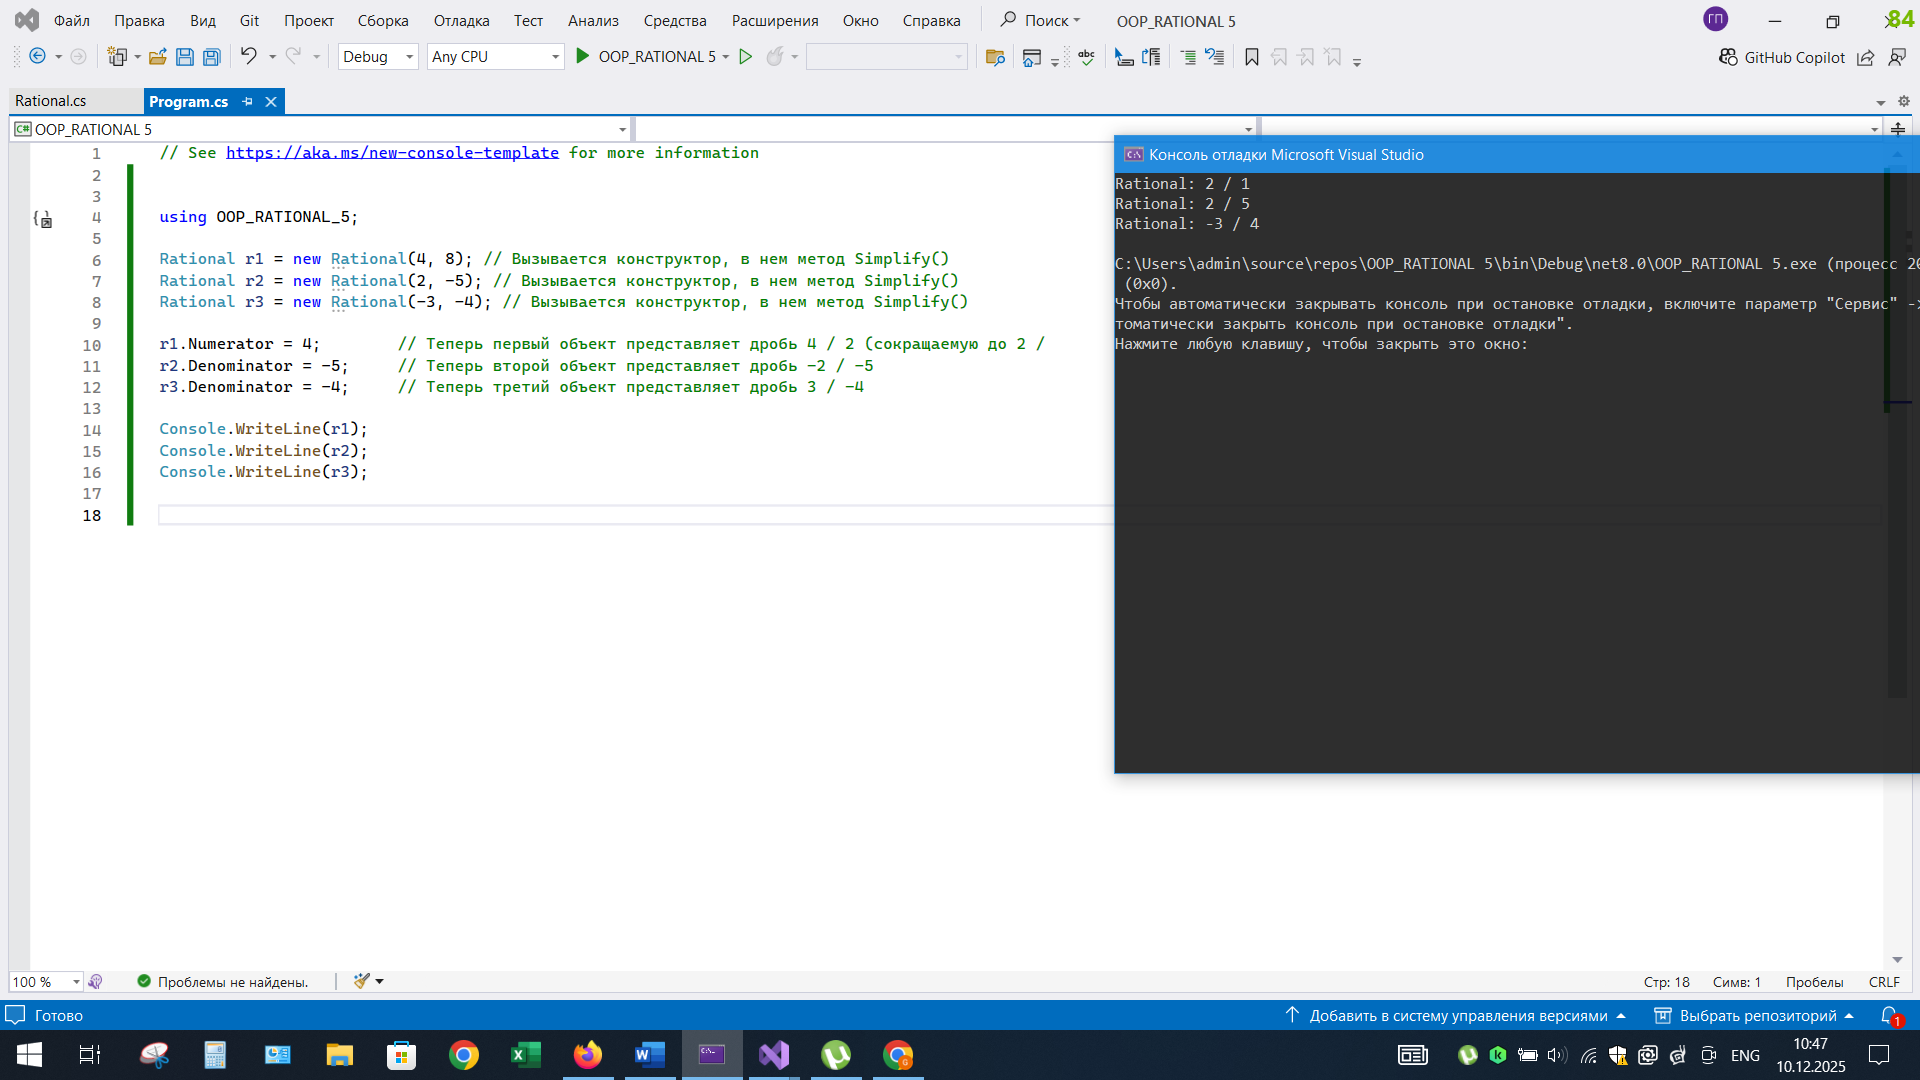 Файл Правка Вид Git Проект Сборка Отладка Тест Анализ Средства Расширения Окно Справка Поиск OOP_RATIONAL 5 ГП 84
Debug Any CPU OOP_RATIONAL 5 abc GitHub Copilot
Rational.cs Program.cs
C# OOP_RATIONAL 5
1 // See https://aka.ms/new-console-template for more information
2
3
4 using OOP_RATIONAL_5;
5
6 Rational r1 = new Rational(4, 8); // Вызывается конструктор, в нем метод Simplify()
7 Rational r2 = new Rational(2, -5); // Вызывается конструктор, в нем метод Simplify()
8 Rational r3 = new Rational(-3, -4); // Вызывается конструктор, в нем метод Simplify()
9
10 r1.Numerator = 4; // Теперь первый объект представляет дробь 4 / 2 (сокращаемую до 2 /
11 r2.Denominator = -5; // Теперь второй объект представляет дробь -2 / -5
12 r3.Denominator = -4; // Теперь третий объект представляет дробь 3 / -4
13
14 Console.WriteLine(r1);
15 Console.WriteLine(r2);
16 Console.WriteLine(r3);
17
18
Консоль отладки Microsoft Visual Studio
Rational: 2 / 1
Rational: 2 / 5
Rational: -3 / 4
C:\Users\admin\source\repos\OOP_RATIONAL 5\bin\Debug\net8.0\OOP_RATIONAL 5.exe (процесс 20
(0x0).
Чтобы автоматически закрывать консоль при остановке отладки, включите параметр "Сервис" ->
томатически закрыть консоль при остановке отладки".
Нажмите любую клавишу, чтобы закрыть это окно:
100 % Проблемы не найдены. Стр: 18 Симв: 1 Пробелы CRLF
Готово Добавить в систему управления версиями Выбрать репозиторий 1
ENG 10:47
10.12.2025